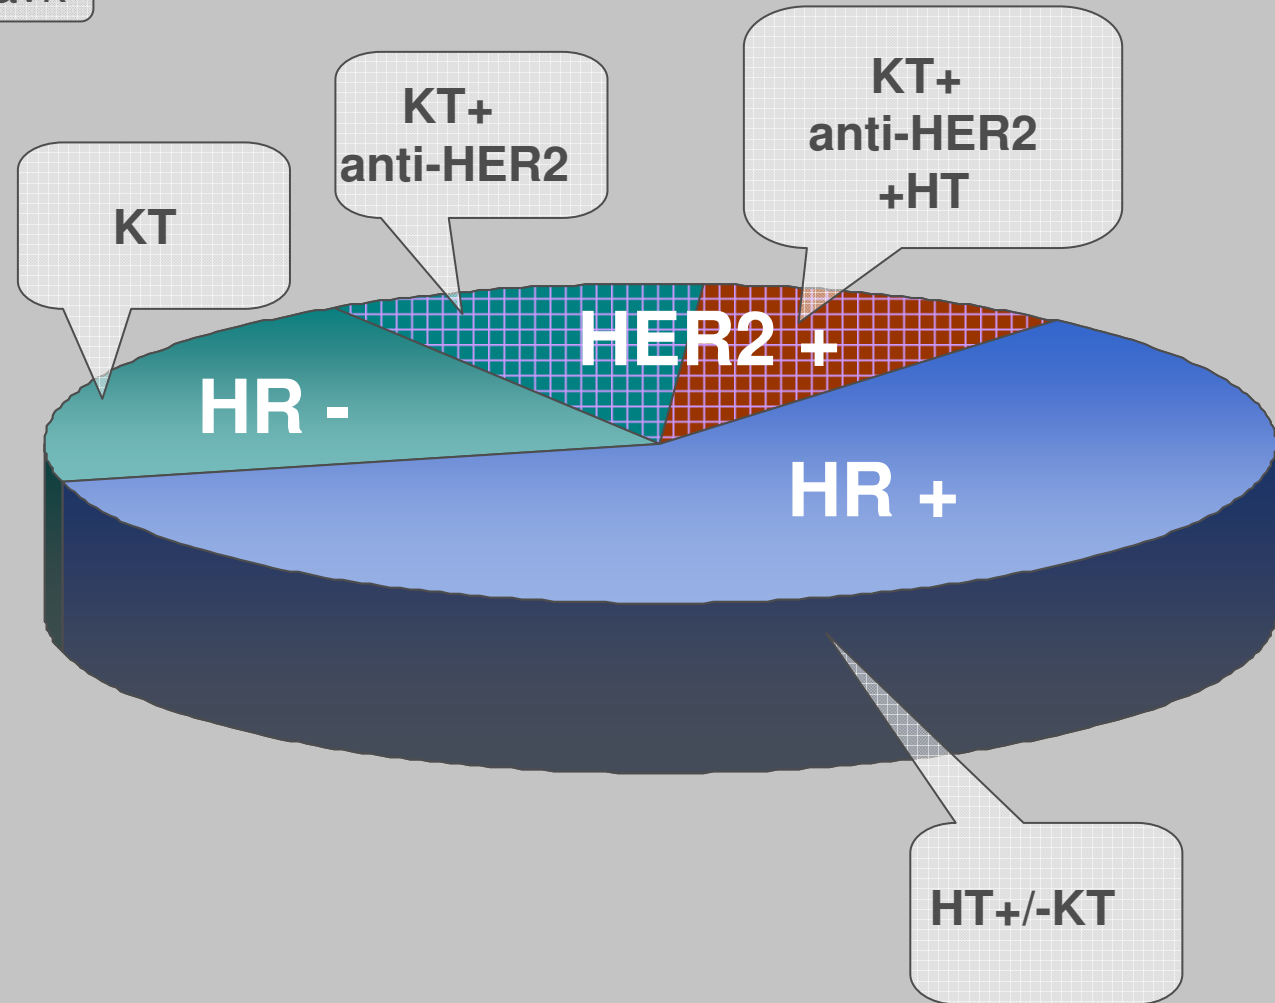 KT+
anti-HER2
+HT
KT+
anti-HER2
KT
HER2 +
HR -
HR +
HT+/-KT